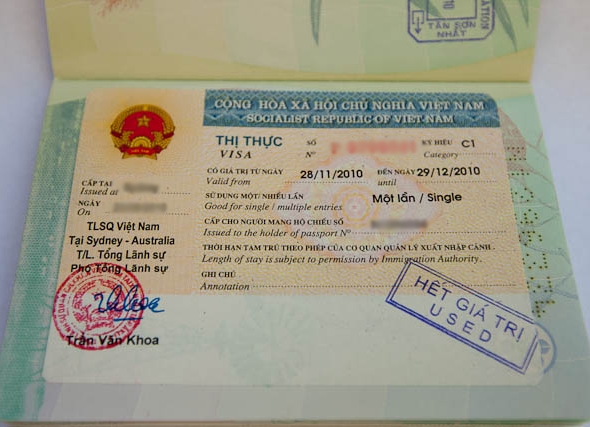 TÂN SƠN
NHẤT
CỘNG HÒA XÃ HỘI CHỦ NGHĨA VIỆT NAM
SOCIALIST REPUBLIC OF VIET-NAM
THỊ THỰC SỐ KÝ HIỆU C1
VISA Nº Category
CÓ GIÁ TRỊ TỪ NGÀY 28/11/2010 ĐẾN NGÀY 29/12/2010
Valid from until
SỬ DỤNG MỘT/ NHIỀU LẦN Một lần / Single
Good for single / multiple entries
CẤP CHO NGƯỜI MANG HỘ CHIẾU SỐ
Issued to the holder of passport Nº
THỜI HẠN TẠM TRÚ THEO PHÉP CỦA CƠ QUAN QUẢN LÝ XUẤT NHẬP CẢNH .
Length of stay is subject to permission by Immigration Authority.
GHI CHÚ
Annotation
CẤP TẠI
Issued at
NGÀY
On
TLSQ Việt Nam
Tại Sydney - Australia
T/L. Tổng Lãnh sự
Phó Tổng Lãnh sự
Trần Văn Khoa
HẾT GIÁ TRỊ
USED